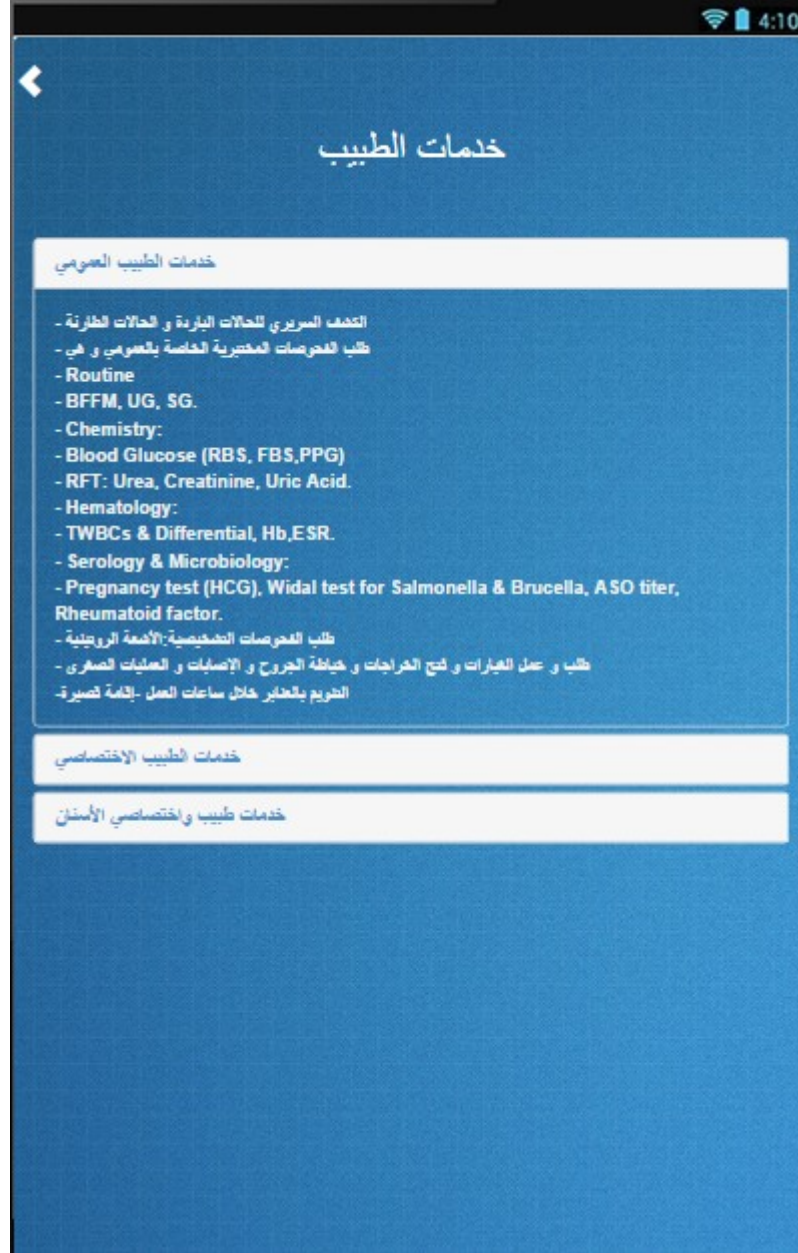 4:10
خدمات الطبيب
خدمات الطبيب العمومي
الكشف السريري للحالات الباردة و الحالات الطارئة -
طلب الفحوصات المختبرية الخاصة بالعمومي و هي -
- Routine
- BFFM, UG, SG.
- Chemistry:
- Blood Glucose (RBS, FBS,PPG)
- RFT: Urea, Creatinine, Uric Acid.
- Hematology:
- TWBCs & Differential, Hb,ESR.
- Serology & Microbiology:
- Pregnancy test (HCG), Widal test for Salmonella & Brucella, ASO titer,
Rheumatoid factor.
طلب الفحوصات التشخيصية:الأشعة الروتينية -
طلب و عمل الغيارات و فتح الخراجات و خياطة الجروح و الإصابات و العمليات الصغرى -
التنويم بالعنابر خلال ساعات العمل -إقامة قصيرة-
خدمات الطبيب الاختصاصي
خدمات طبيب واختصاصي الأسنان